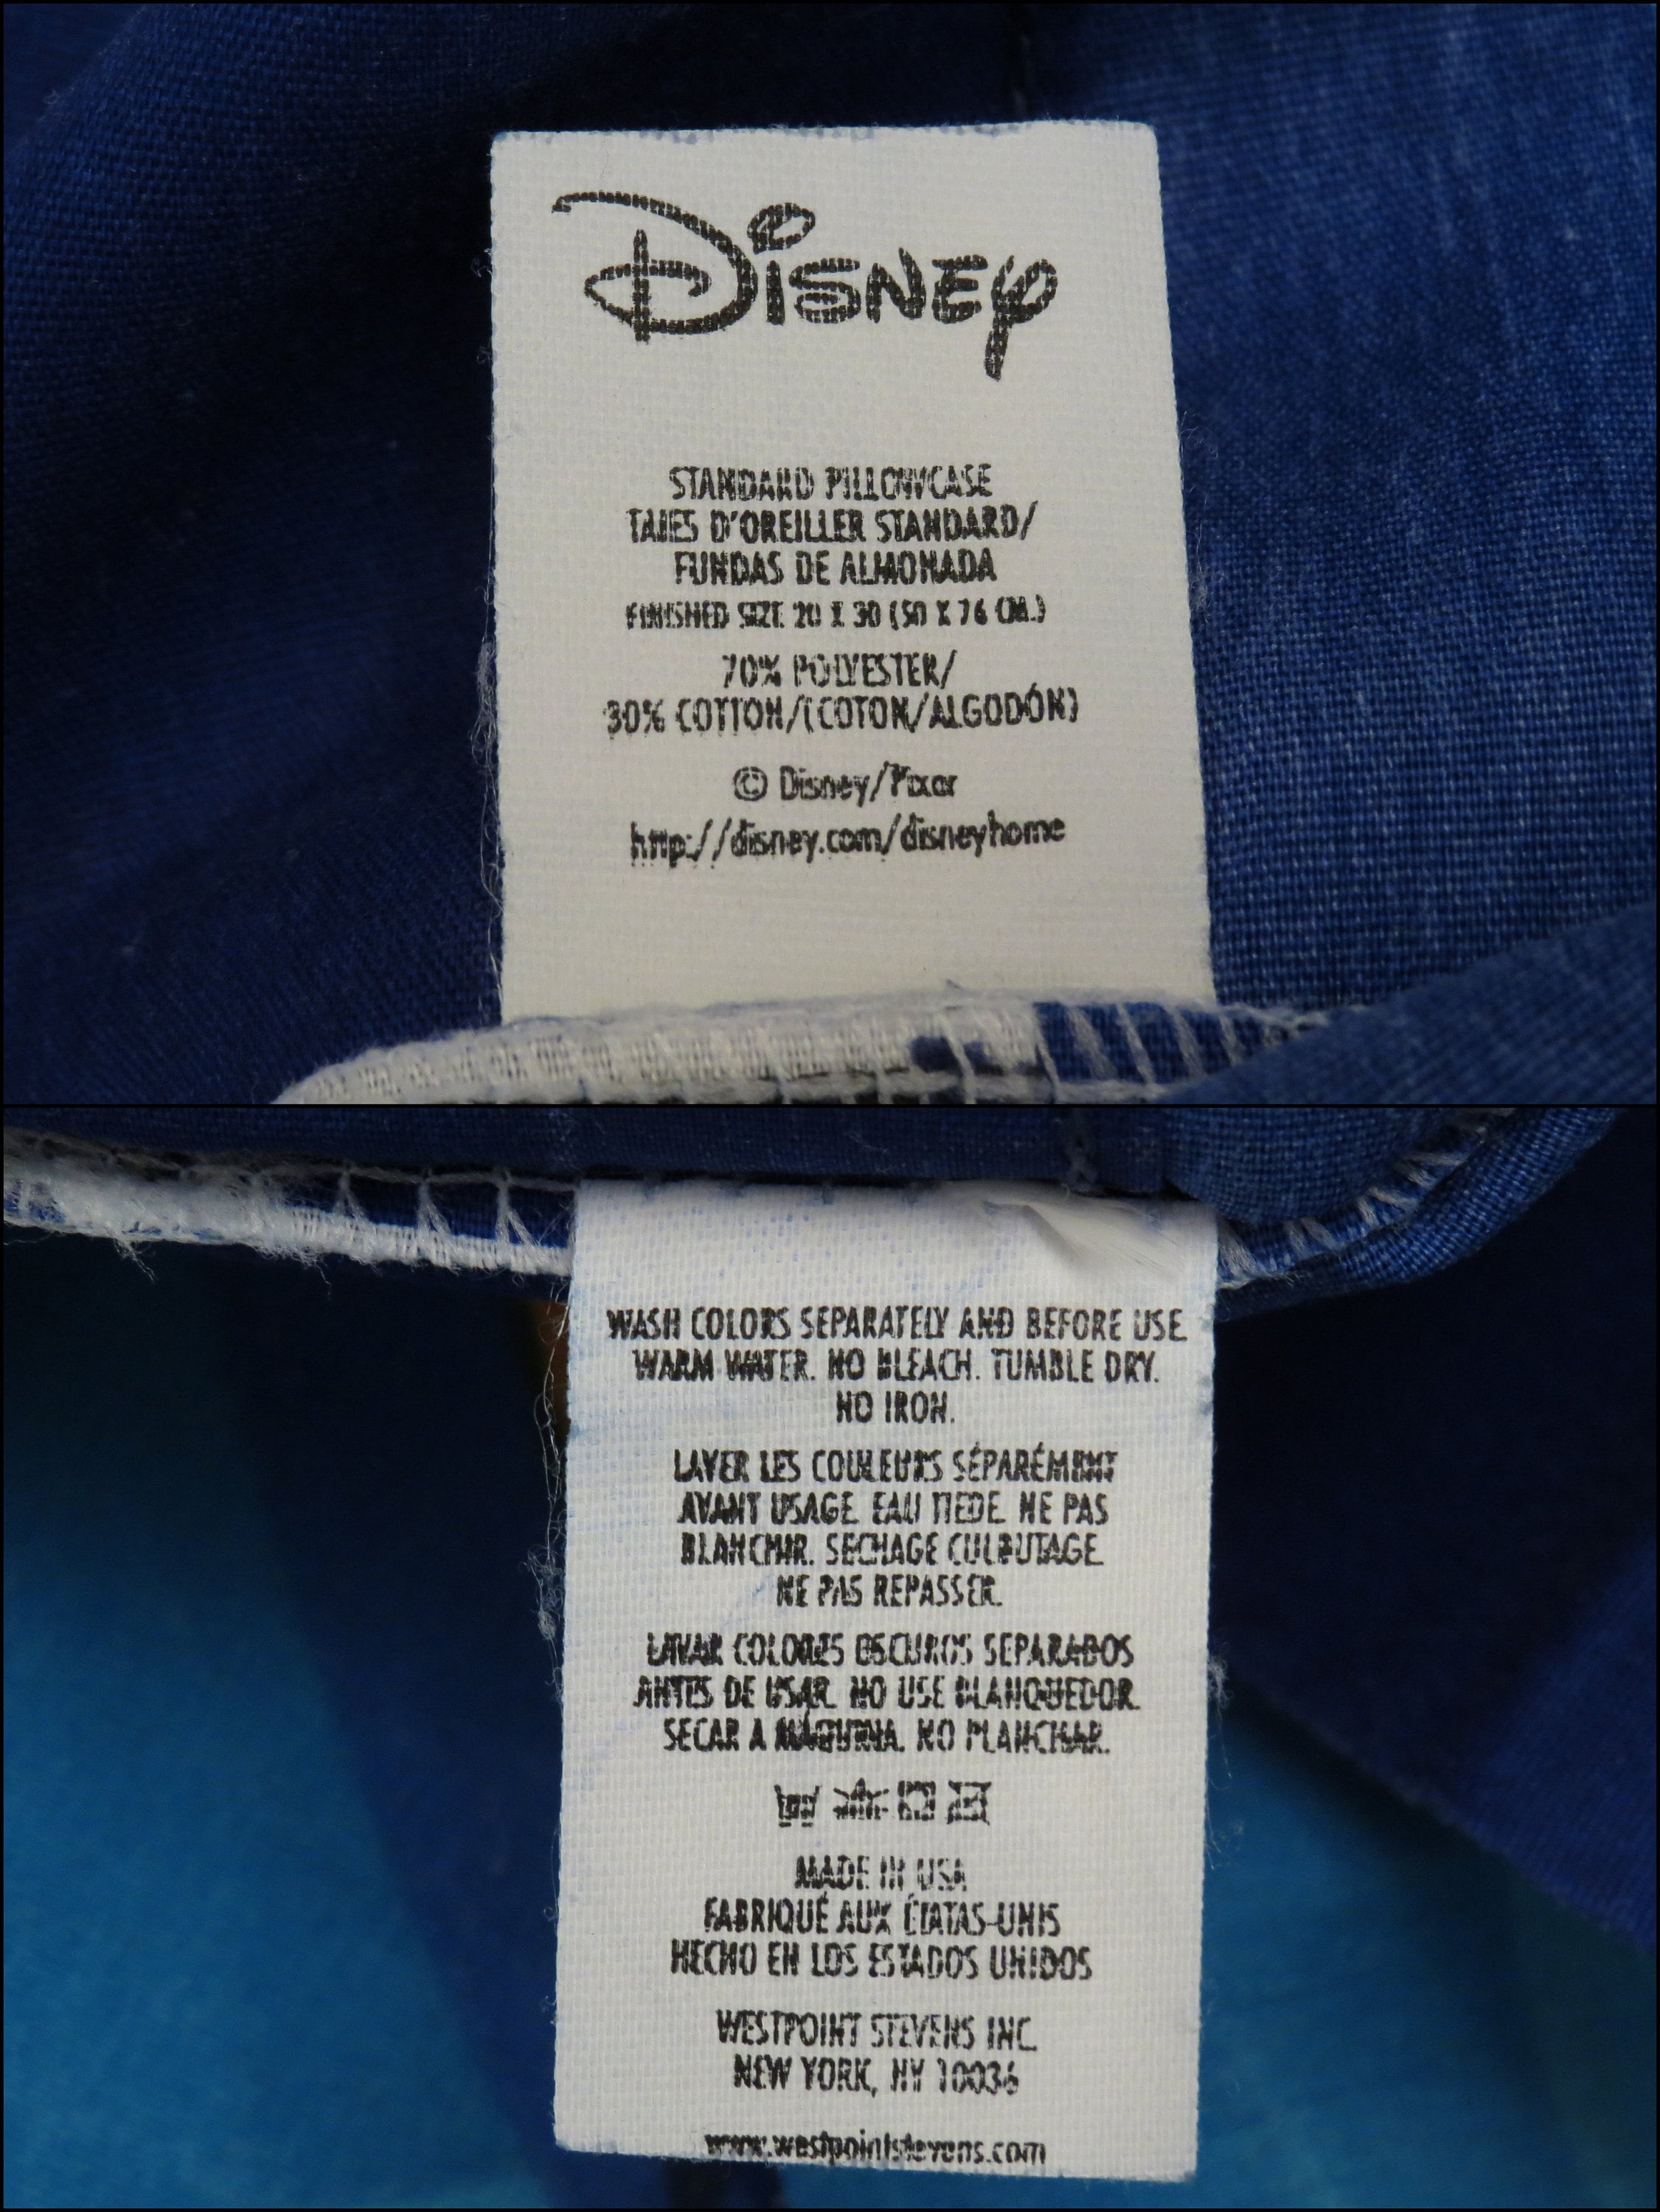 Disney
STANDARD PILLOWCASE
TAIES D'OREILLER STANDARD/
FUNDAS DE ALMOHADA
FINISHED SIZE 20 X 30 (50 X 76 CM.)
70% POLYESTER/
30% COTTON/(COTON/ALGODÓN)
© Disney/Pixar
http://disney.com/disneyhome
WASH COLORS SEPARATELY AND BEFORE USE.
WARM WATER. NO BLEACH. TUMBLE DRY.
NO IRON.
LAVER LES COULEURS SÉPARÉMENT
AVANT USAGE. EAU TIEDE. NE PAS
BLANCHIR. SECHAGE CULBUTAGE.
NE PAS REPASSER.
LAVAR COLORES OSCUROS SEPARADOS
ANTES DE USAR. NO USE BLANQUEDOR.
SECAR A MÁQUINA. NO PLANCHAR.
MADE IN USA
FABRIQUÉ AUX ÉTATAS-UNIS
HECHO EN LOS ESTADOS UNIDOS
WESTPOINT STEVENS INC.
NEW YORK, NY 10036
www.westpointstevens.com